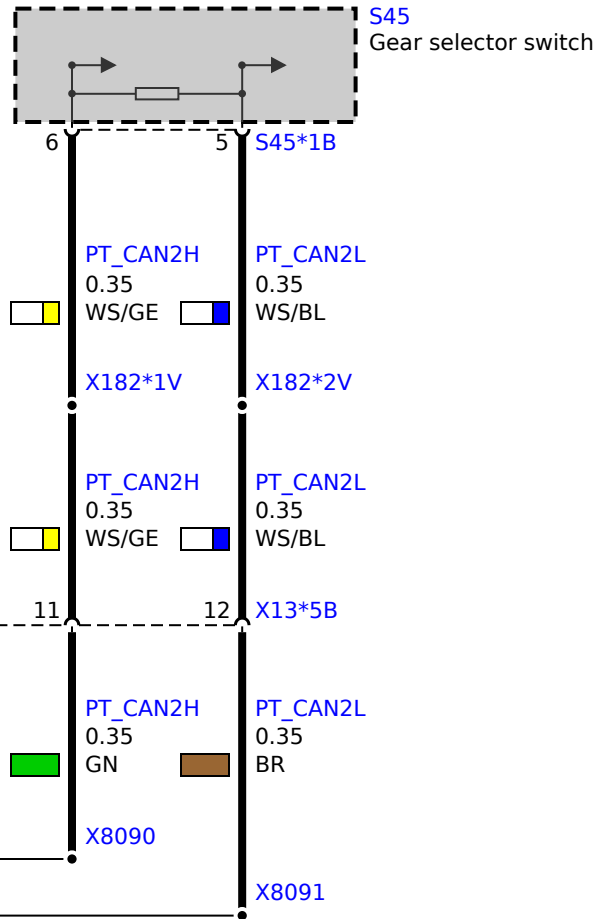 S45
Gear selector switch
6
5
S45*1B
PT_CAN2H
0.35
WS/GE
PT_CAN2L
0.35
WS/BL
X182*1V
X182*2V
PT_CAN2H
0.35
WS/GE
PT_CAN2L
0.35
WS/BL
11
12
X13*5B
PT_CAN2H
0.35
GN
PT_CAN2L
0.35
BR
X8090
X8091